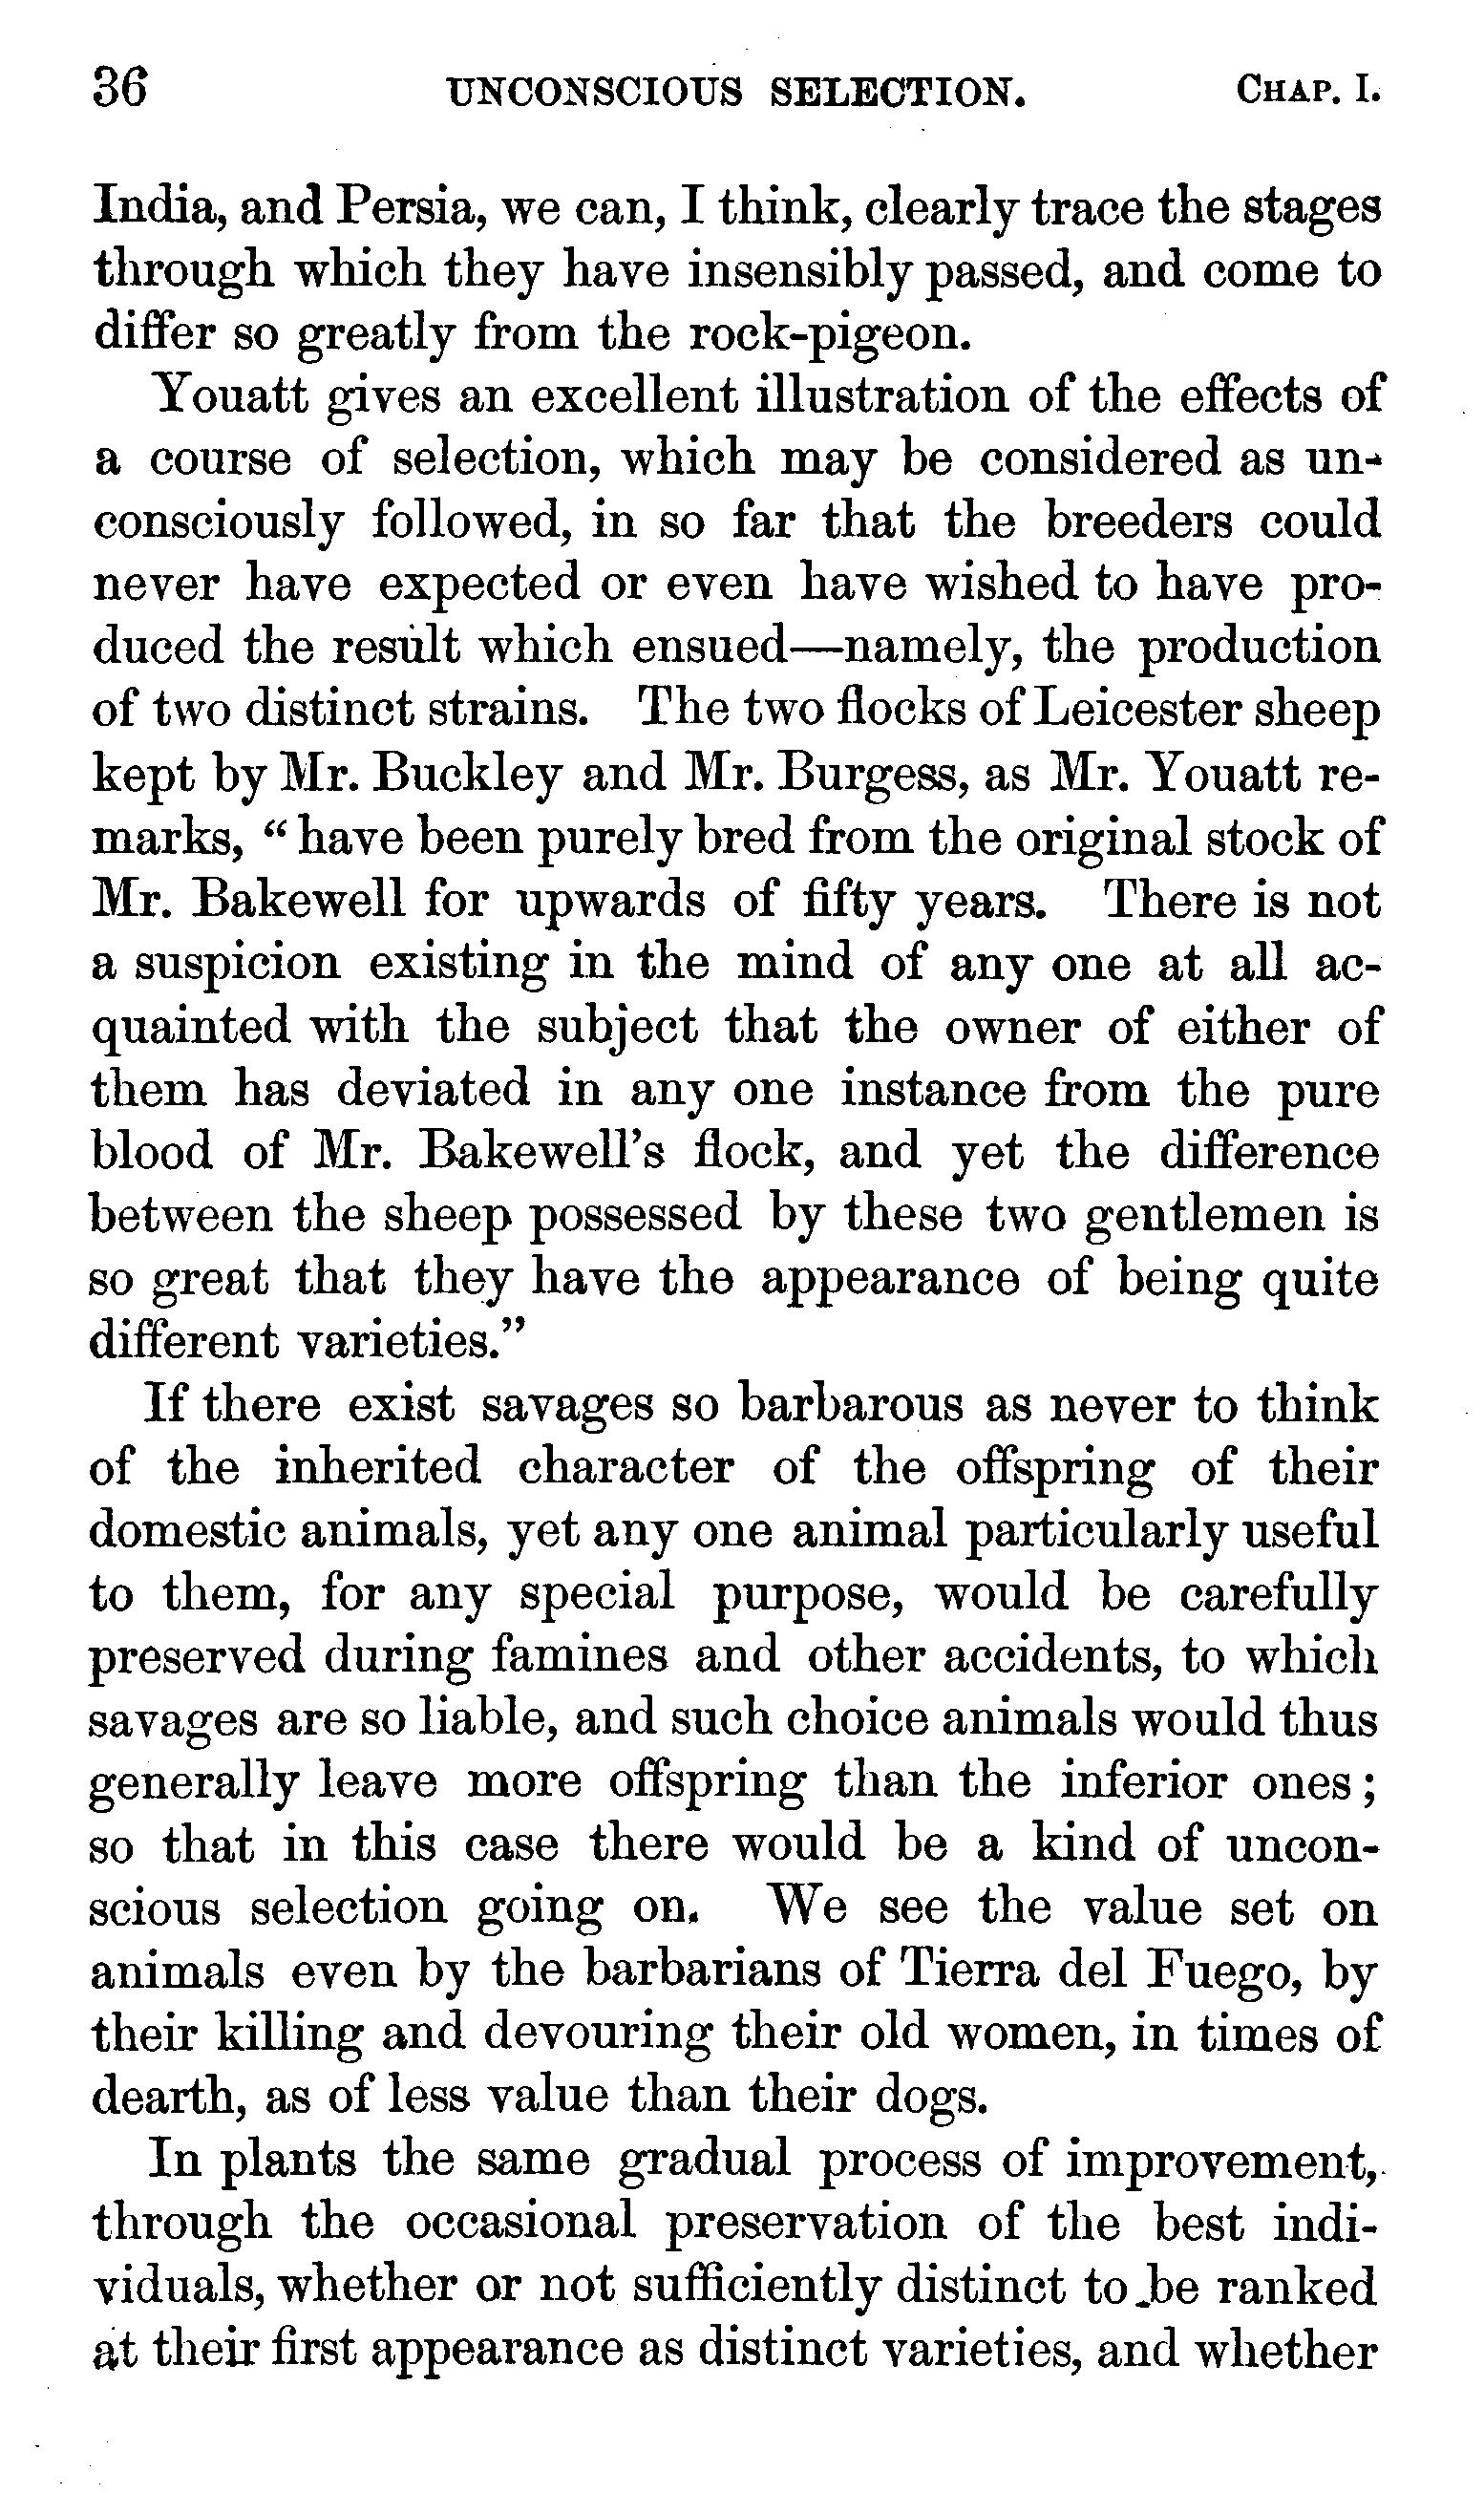 36 UNCONSCIOUS SELECTION. CHAP. I.
India, and Persia, we can, I think, clearly trace the stages
through which they have insensibly passed, and come to
differ so greatly from the rock-pigeon.
Youatt gives an excellent illustration of the effects of
a course of selection, which may be considered as un-
consciously followed, in so far that the breeders could
never have expected or even have wished to have pro-
duced the result which ensued—namely, the production
of two distinct strains. The two flocks of Leicester sheep
kept by Mr. Buckley and Mr. Burgess, as Mr. Youatt re-
marks, “have been purely bred from the original stock of
Mr. Bakewell for upwards of fifty years. There is not
a suspicion existing in the mind of any one at all ac-
quainted with the subject that the owner of either of
them has deviated in any one instance from the pure
blood of Mr. Bakewell’s flock, and yet the difference
between the sheep possessed by these two gentlemen is
so great that they have the appearance of being quite
different varieties.”
If there exist savages so barbarous as never to think
of the inherited character of the offspring of their
domestic animals, yet any one animal particularly useful
to them, for any special purpose, would be carefully
preserved during famines and other accidents, to which
savages are so liable, and such choice animals would thus
generally leave more offspring than the inferior ones;
so that in this case there would be a kind of uncon-
scious selection going on. We see the value set on
animals even by the barbarians of Tierra del Fuego, by
their killing and devouring their old women, in times of
dearth, as of less value than their dogs.
In plants the same gradual process of improvement,
through the occasional preservation of the best indi-
viduals, whether or not sufficiently distinct to be ranked
at their first appearance as distinct varieties, and whether